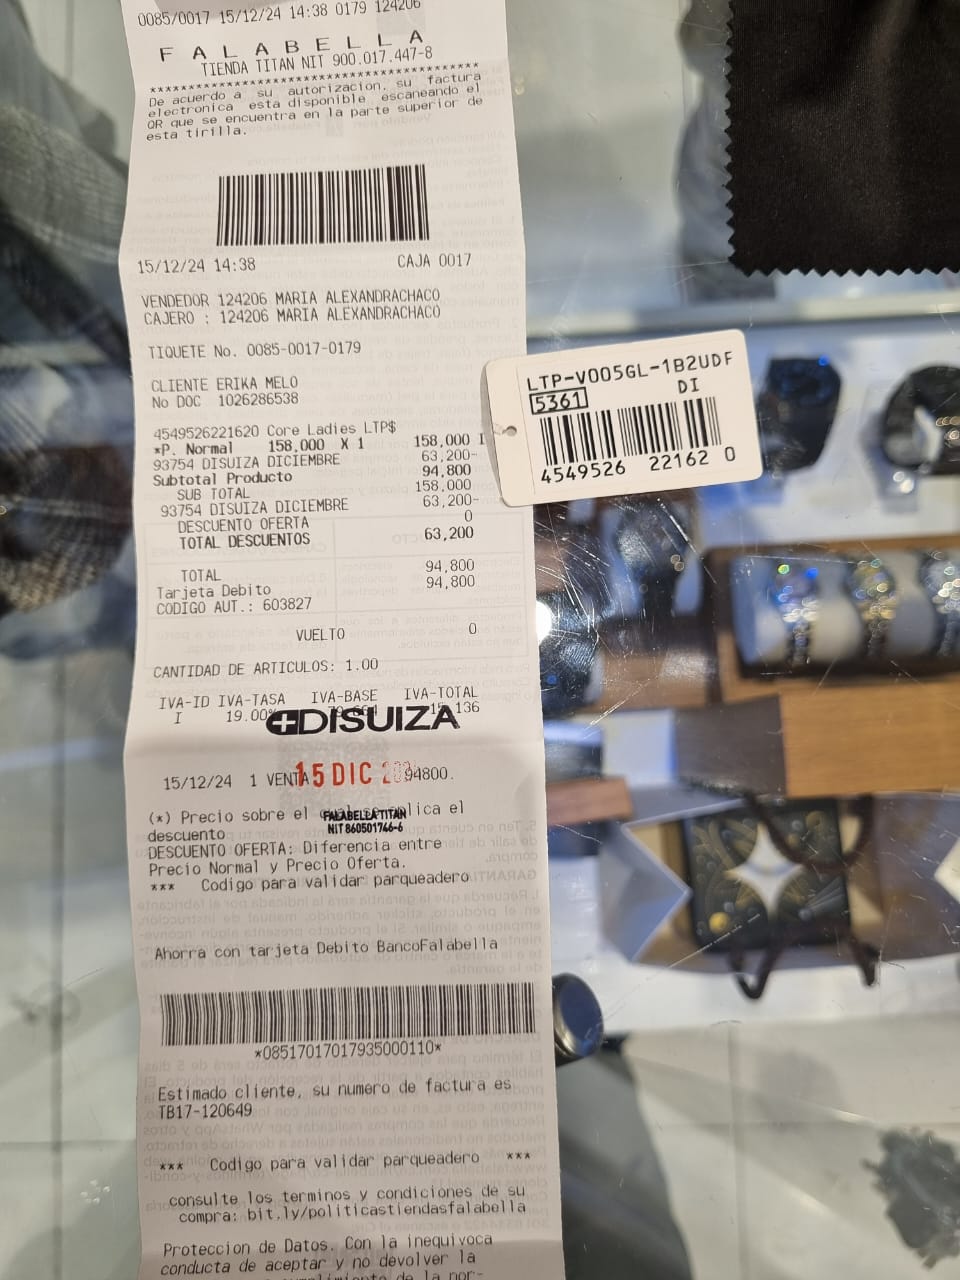 0085/0017 15/12/24 14:38 0179 124206
FALABELLA
TIENDA TITAN NIT 900.017.447-8
****************************************
De acuerdo a su autorizacion, su factura
electronica esta disponible escaneando el
QR que se encuentra en la parte superior de
esta tirilla.
15/12/24 14:38 CAJA 0017
VENDEDOR 124206 MARIA ALEXANDRACHACO
CAJERO : 124206 MARIA ALEXANDRACHACO
TIQUETE No. 0085-0017-0179
CLIENTE ERIKA MELO
No DOC 1026286538
4549526221620 Core Ladies LTP$
*P. Normal 158,000 X 1 158,000 I
93754 DISUIZA DICIEMBRE 63,200-
Subtotal Producto 94,800
SUB TOTAL 158,000
93754 DISUIZA DICIEMBRE 63,200-
DESCUENTO OFERTA 0
TOTAL DESCUENTOS 63,200
TOTAL 94,800
Tarjeta Debito 94,800
CODIGO AUT.: 603827
VUELTO 0
CANTIDAD DE ARTICULOS: 1.00
IVA-ID IVA-TASA IVA-BASE IVA-TOTAL
I 19.00% 136
DISUIZA
15/12/24 1 VENTA 94800.
15 DIC
(*) Precio sobre el aplica el
descuento
FALABELLA TITAN
NIT 860501746-6
DESCUENTO OFERTA: Diferencia entre
Precio Normal y Precio Oferta.
*** Codigo para validar parqueadero
Ahorra con tarjeta Debito BancoFalabella
*08517017017935000110*
Estimado cliente, su numero de factura es
TB17-120649
*** Codigo para validar parqueadero ***
consulte los terminos y condiciones de su
compra: bit.ly/politicastiendasfalabella
Proteccion de Datos. Con la inequivoca
conducta de aceptar y no devolver la
de la nor-
LTP-V005GL-1B2UDF
5361 DI
4549526 22162 0